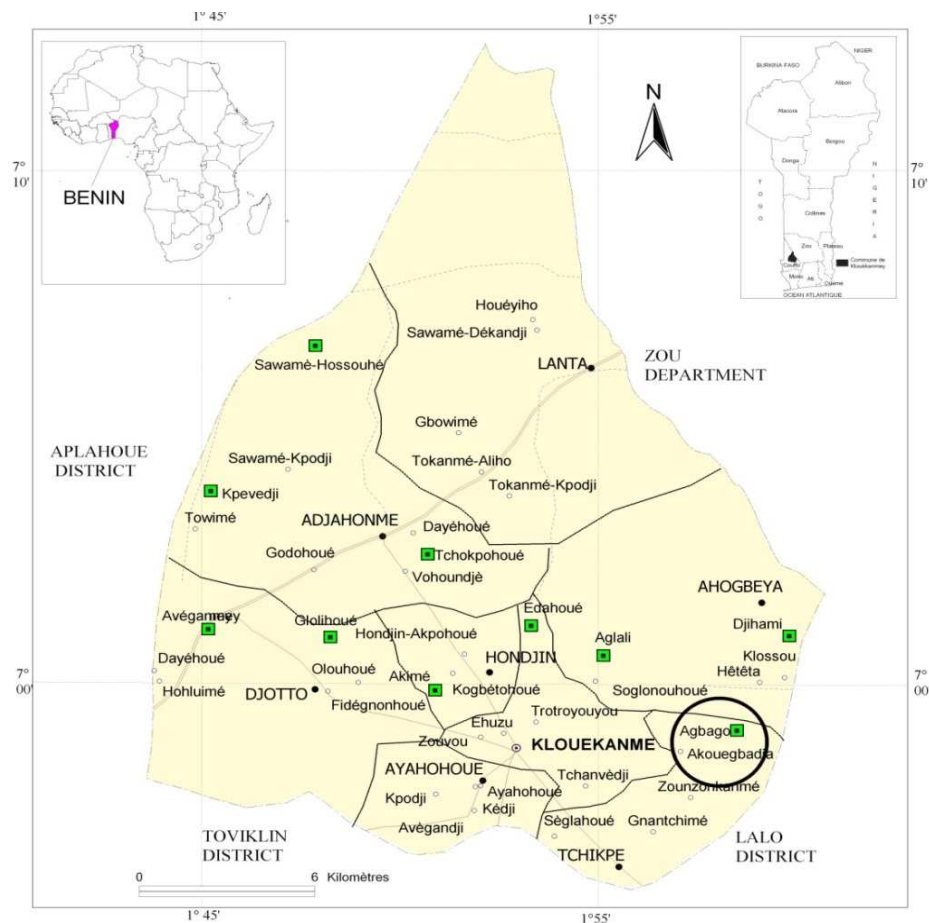 1° 45'
1° 55'
BENIN
N
BURKINA FASO
NIGER
Alibori
Atacora
Borgou
Donga
TOGO
NIGERIA
Collines
Zou
Plateau
Couffo
Mono
Atl
Ouémé
Commune de
Klouekanmey
OCEAN ATLANTIQUE
7°
10'
7°
10'
Houéyiho
Sawamé-Dékandji
Sawamè-Hossouhé
LANTA
ZOU
DEPARTMENT
Gbowimé
APLAHOUE
DISTRICT
Sawamé-Kpodji
Tokanmé-Aliho
Kpevedji
Tokanmé-Kpodji
Towimé
ADJAHONME
Dayéhoué
Godohoué
Tchokpohoué
Vohoundjè
AHOGBEYA
Avéganmey
Glolihoué
Edahoué
Djihami
Hondjin-Akpohoué
Aglali
Dayéhoué
Olouhoué
HONDJIN
Klossou
Akimé
Hêtêta
7°
00'
Hohluimé
DJOTTO
Kogbétohoué
Soglonouhoué
7°
00'
Fidégnonhoué
Trotroyouyou
Ehuzu
Agbago
Zouvou
KLOUEKANME
Akouegbadja
AYAHOHOUE
Tchanvèdji
Zounzonkanmé
Kpodji
Ayahohoué
Kédji
Avègandji
Sèglahoué
Gnantchimé
TOVIKLIN
DISTRICT
TCHIKPE
LALO
DISTRICT
0 6 Kilomètres
1° 45'
1° 55'